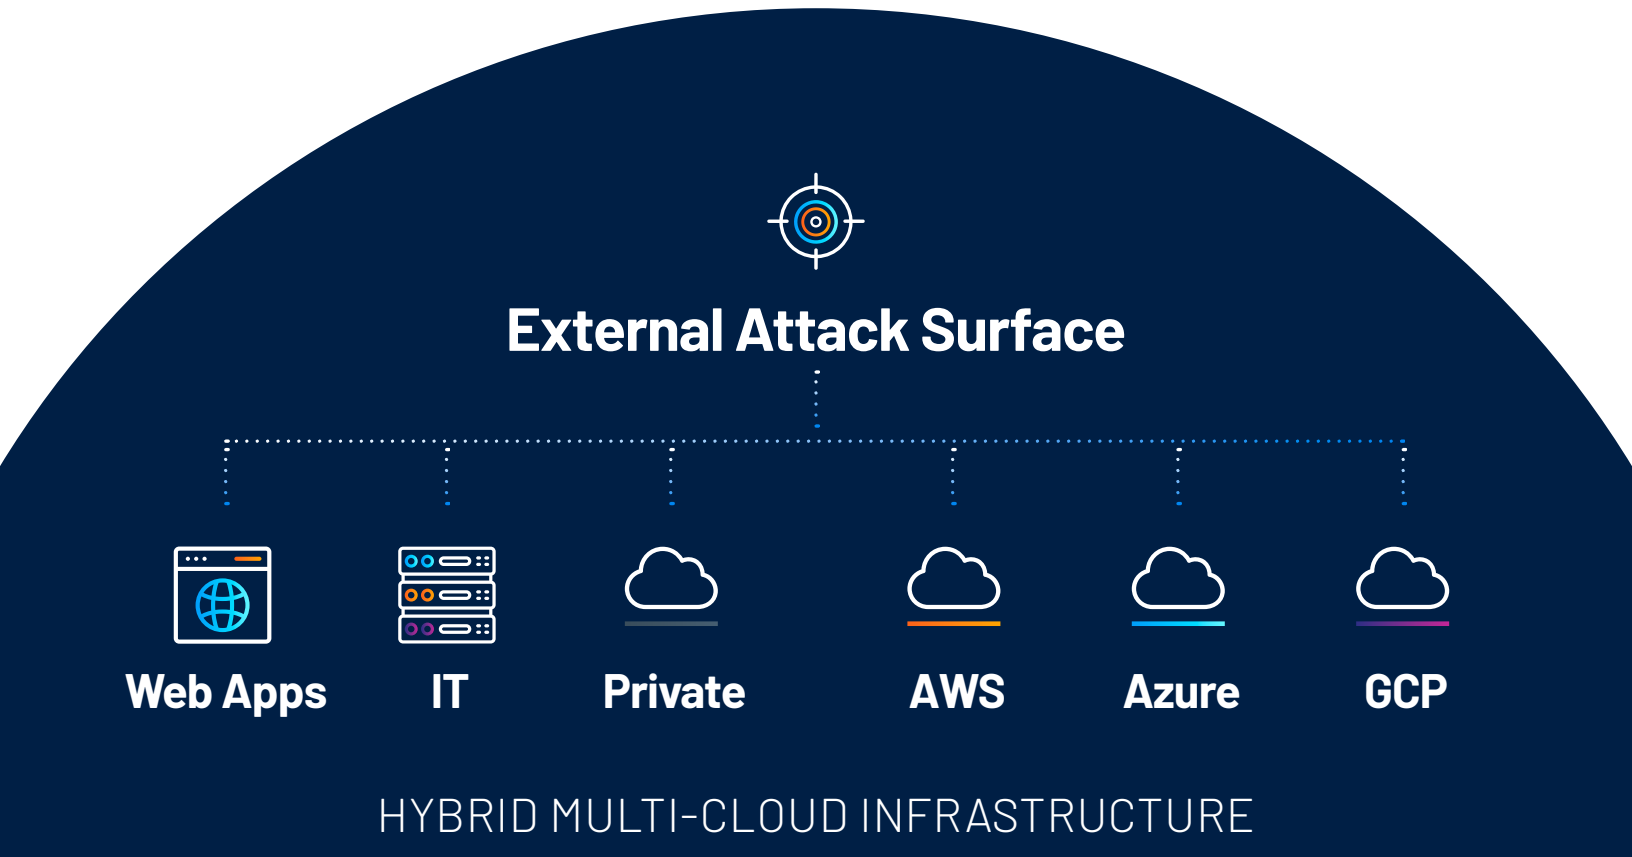 External Attack Surface
Web Apps
IT
Private
AWS
Azure
GCP
HYBRID MULTI-CLOUD INFRASTRUCTURE